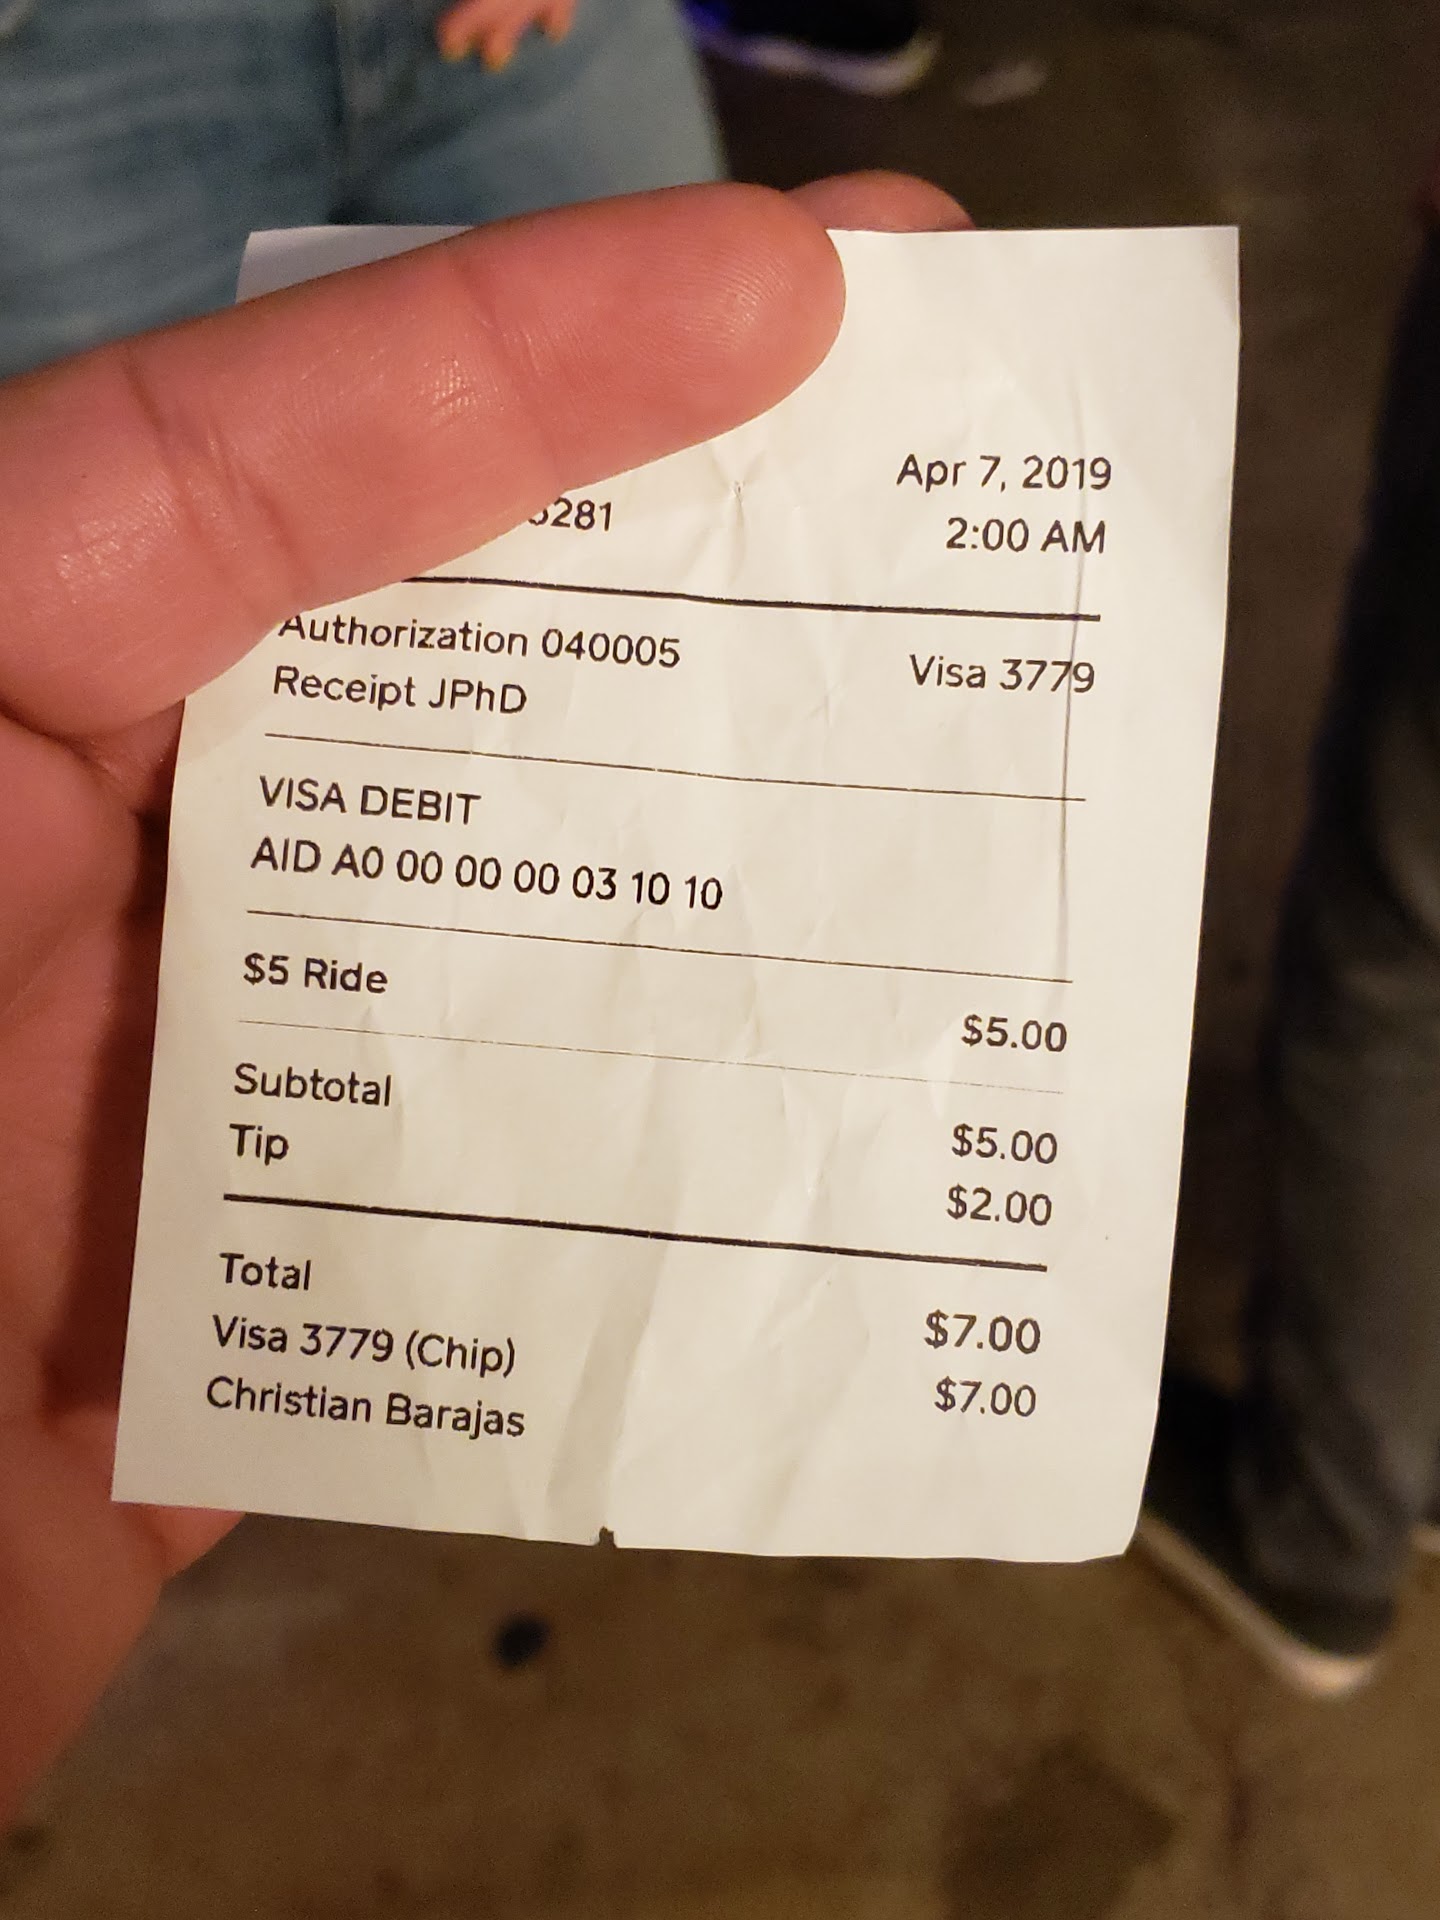 Apr 7, 2019
281 2:00 AM
Authorization 040005 Visa 3779
Receipt JPhD
VISA DEBIT
AID A0 00 00 00 03 10 10
$5 Ride $5.00
Subtotal $5.00
Tip $2.00
Total $7.00
Visa 3779 (Chip) $7.00
Christian Barajas